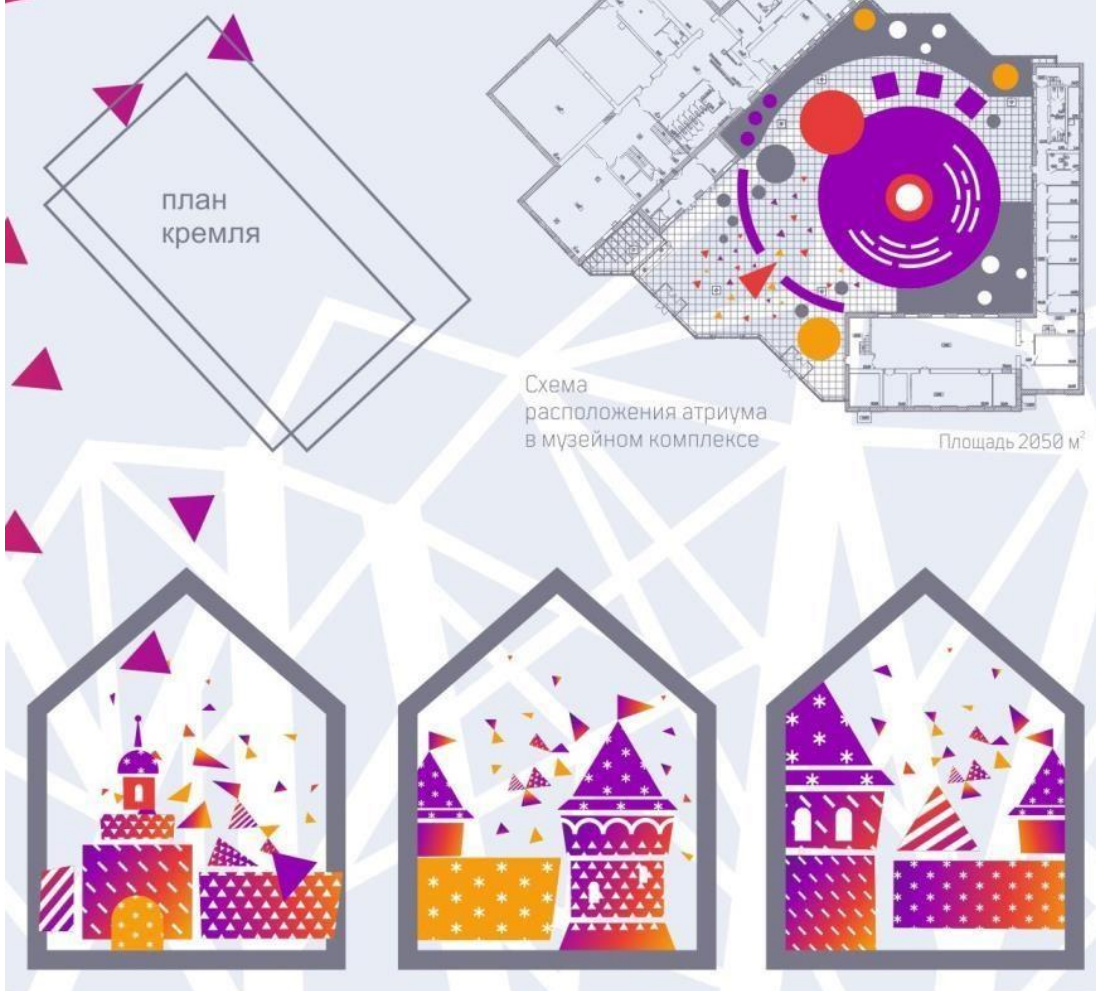 план
кремля
Схема
расположения атриума
в музейном комплексе
Площадь 2050 м²